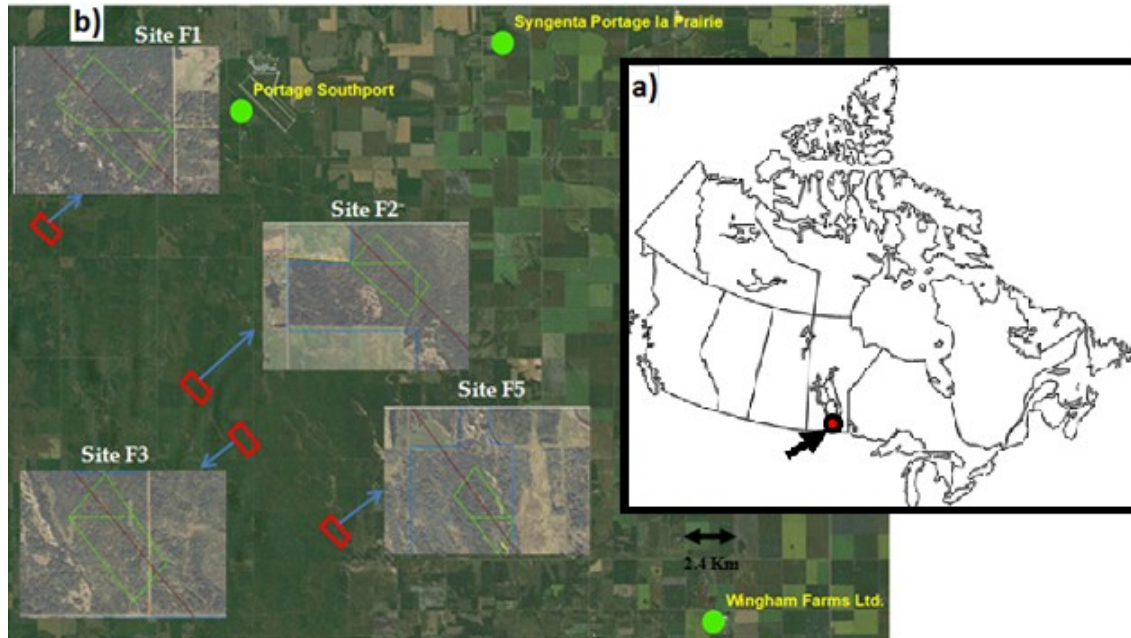 b)
Site F1
Syngenta Portage la Prairie
Portage Southport
a)
Site F2
Site F5
Site F3
2.4 Km
Wingham Farms Ltd.